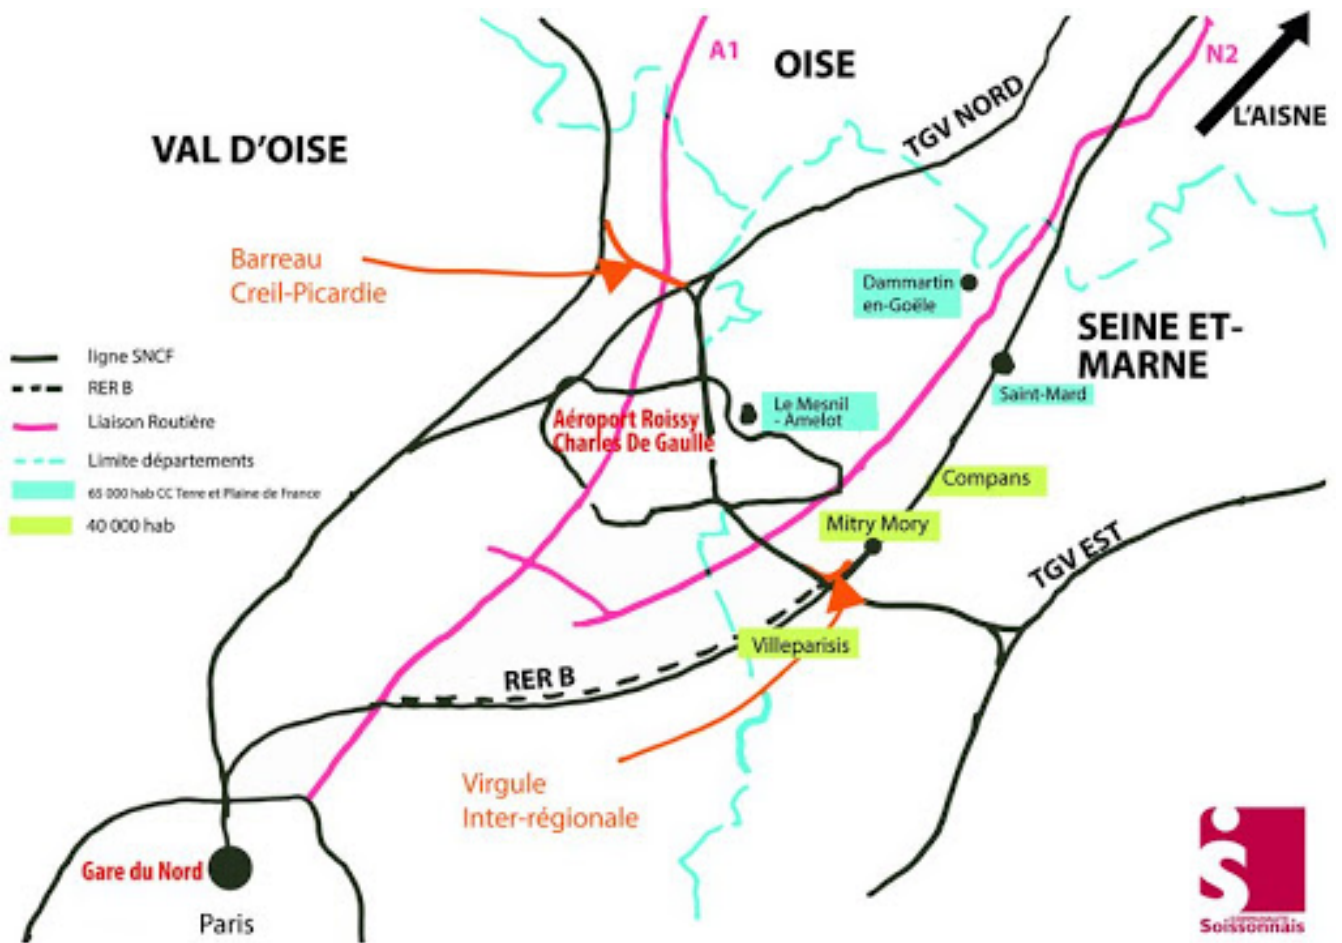 A1
OISE
N2
L'AISNE
VAL D'OISE
TGV NORD
Barreau
Creil-Picardie
Dammartin
en-Goële
SEINE ET-
MARNE
ligne SNCF
RER B
Liaison Routière
Limite départements
65 000 hab CC Terre et Plaine de France
40 000 hab
Aéroport Roissy
Charles De Gaulle
Le Mesnil
- Amelot
Saint-Mard
Compans
Mitry Mory
TGV EST
Villeparisis
RER B
Virgule
Inter-régionale
Gare du Nord
Paris
is
Soissonnais